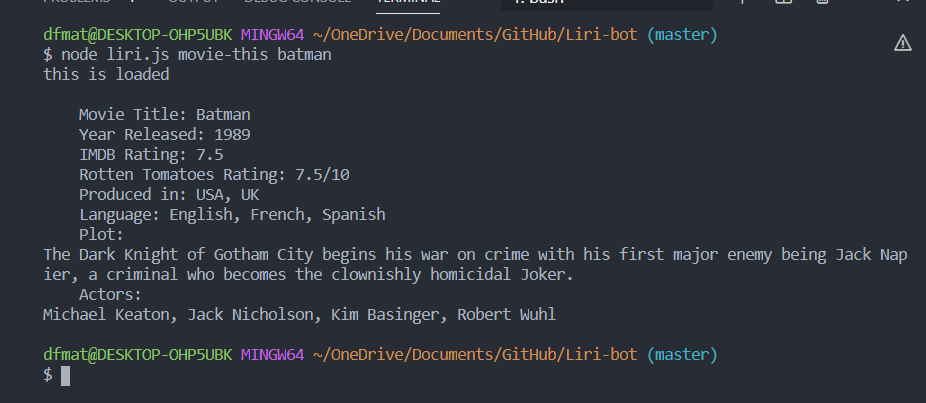 PROBLEMS OUTPUT DEBUG CONSOLE TERMINAL 1: bash
dfmat@DESKTOP-OHP5UBK MINGW64 ~/OneDrive/Documents/GitHub/Liri-bot (master)
$ node liri.js movie-this batman
this is loaded
Movie Title: Batman
Year Released: 1989
IMDB Rating: 7.5
Rotten Tomatoes Rating: 7.5/10
Produced in: USA, UK
Language: English, French, Spanish
Plot:
The Dark Knight of Gotham City begins his war on crime with his first major enemy being Jack Nap
ier, a criminal who becomes the clownishly homicidal Joker.
Actors:
Michael Keaton, Jack Nicholson, Kim Basinger, Robert Wuhl
dfmat@DESKTOP-OHP5UBK MINGW64 ~/OneDrive/Documents/GitHub/Liri-bot (master)
$